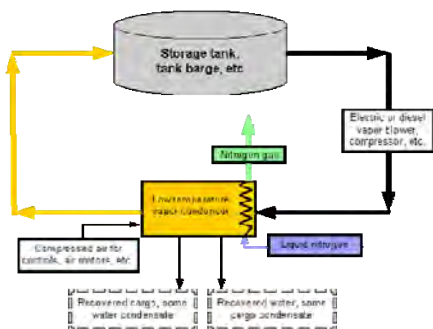 Storage tank,
tank barge, etc
Electric or diesel
vapor blower,
compressor, etc.
Nitrogen gas
Low temperature
vapor condenser
Compressed air for
controls, air motors, etc
Liquid nitrogen
Recovered cargo, some
water condensate
Recovered water, some
cargo condensate